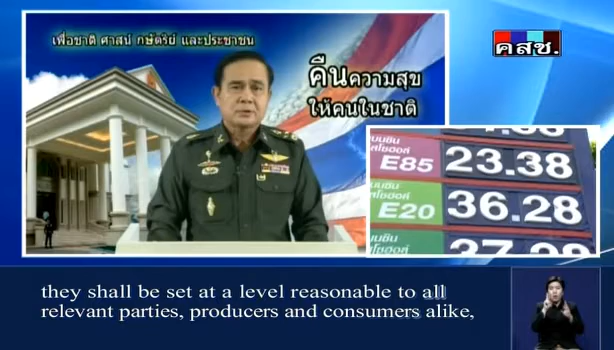 เพื่อชาติ ศาสน์ กษัตริย์ และประชาชน
คสช.
คืนความสุข
ให้คนในชาติ
E85 23.38
E20 36.28
they shall be set at a level reasonable to all
relevant parties, producers and consumers alike,